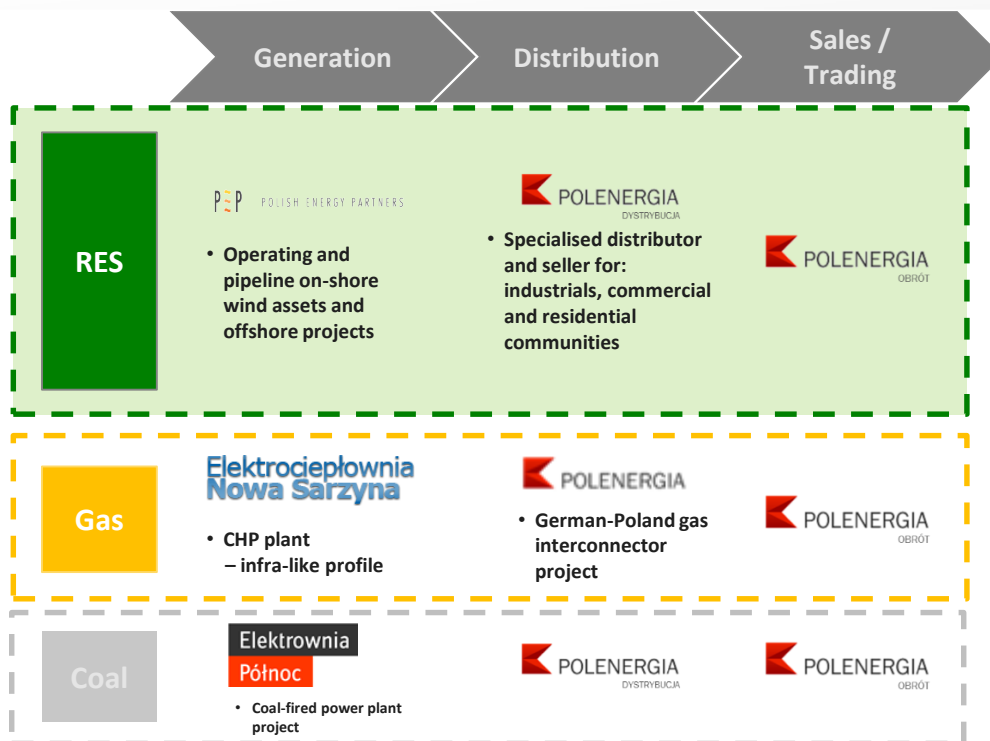 Generation
Distribution
Sales /
Trading
RES
PEP POLISH ENERGY PARTNERS
• Operating and
pipeline on-shore
wind assets and
offshore projects
POLENERGIA
DYSTRYBUCJA
• Specialised distributor
and seller for:
industrials, commercial
and residential
communities
POLENERGIA
OBRÓT
Gas
Elektrociepłownia
Nowa Sarzyna
• CHP plant
– infra-like profile
POLENERGIA
• German-Poland gas
interconnector
project
POLENERGIA
OBRÓT
Coal
Elektrownia
Północ
• Coal-fired power plant
project
POLENERGIA
DYSTRYBUCJA
POLENERGIA
OBRÓT